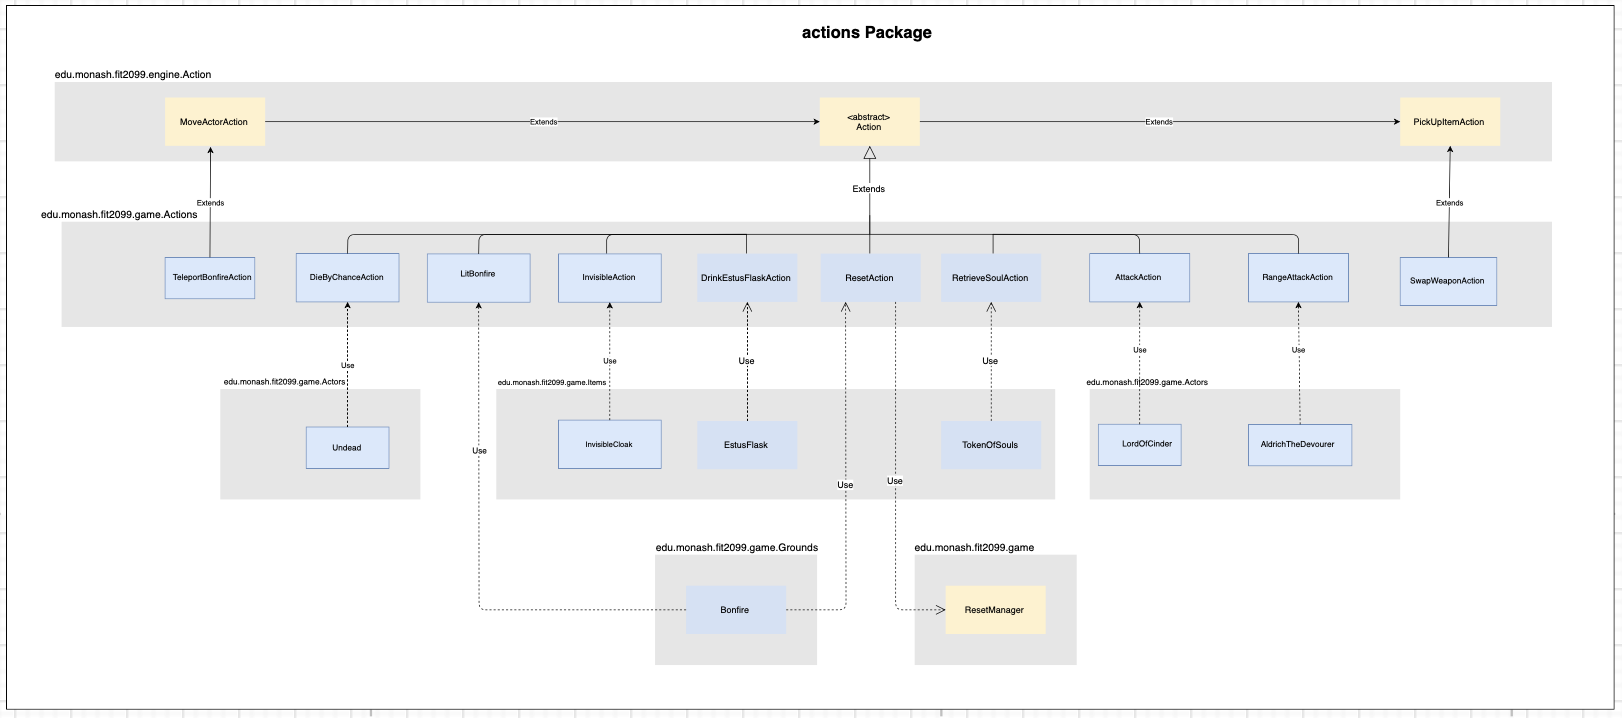 actions Package
edu.monash.fit2099.engine.Action
MoveActorAction
Extends
<abstract>
Action
Extends
PickUpItemAction
Extends
Extends
Extends
edu.monash.fit2099.game.Actions
TeleportBonfireAction
DieByChanceAction
LitBonfire
InvisibleAction
DrinkEstusFlaskAction
ResetAction
RetrieveSoulAction
AttackAction
RangeAttackAction
SwapWeaponAction
Use
Use
Use
Use
Use
Use
edu.monash.fit2099.game.Actors
edu.monash.fit2099.game.Items
edu.monash.fit2099.game.Actors
Undead
InvisibleCloak
EstusFlask
TokenOfSouls
LordOfCinder
AldrichTheDevourer
Use
Use
Use
edu.monash.fit2099.game.Grounds
edu.monash.fit2099.game
Bonfire
ResetManager